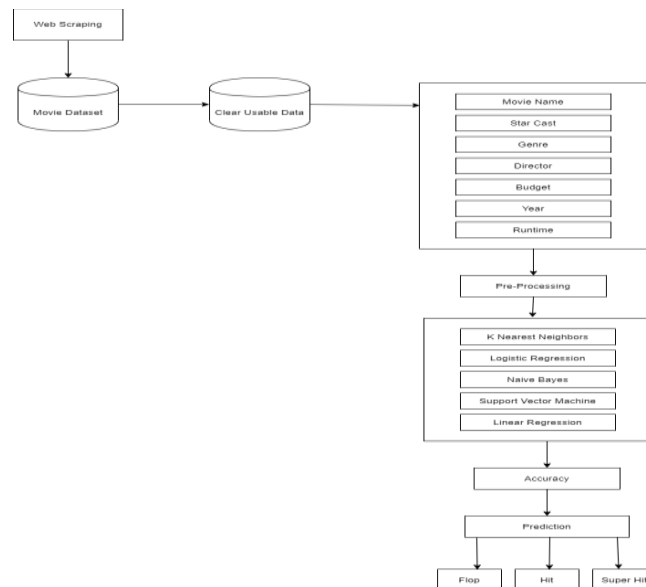 Web Scraping
Movie Dataset
Clear Usable Data
Movie Name
Star Cast
Genre
Director
Budget
Year
Runtime
Pre-Processing
K Nearest Neighbors
Logistic Regression
Naive Bayes
Support Vector Machine
Linear Regression
Accuracy
Prediction
Flop
Hit
Super Hit